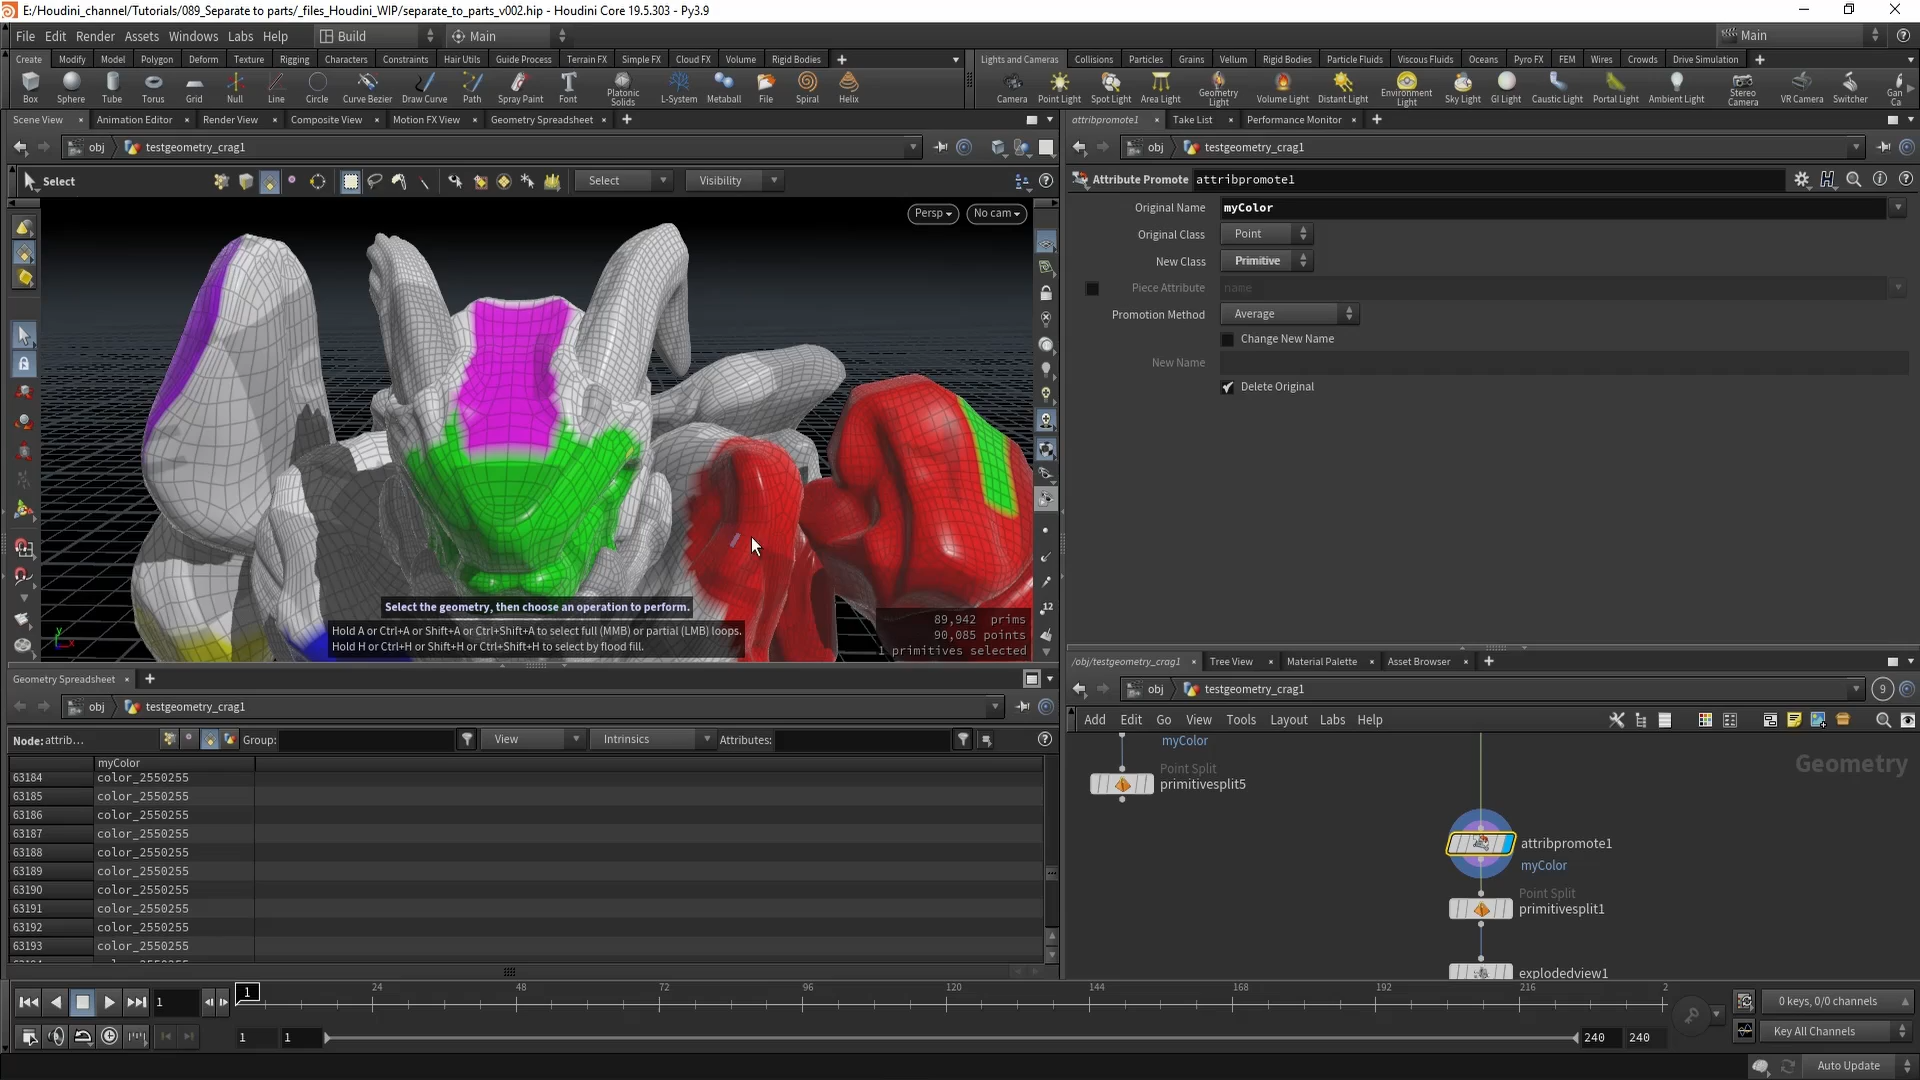 E:/Houdini_channel/Tutorials/089_Separate to parts/_files_Houdini_WIP/separate_to_parts_v002.hip - Houdini Core 19.5.303 - Py3.9
File Edit Render Assets Windows Labs Help Build Main Main
Create Modify Model Polygon Deform Texture Rigging Characters Constraints Hair Utils Guide Process Terrain FX Simple FX Cloud FX Volume Rigid Bodies
Lights and Cameras Collisions Particles Grains Vellum Rigid Bodies Particle Fluids Viscous Fluids Oceans Pyro FX FEM Wires Crowds Drive Simulation
Box Sphere Tube Torus Grid Null Line Circle Curve Bezier Draw Curve Path Spray Paint Font Platonic Solids L-System Metaball File Spiral Helix
Camera Point Light Spot Light Area Light Geometry Light Volume Light Distant Light Environment Light Sky Light GI Light Caustic Light Portal Light Ambient Light Stereo Camera VR Camera Switcher Gan Ca
Scene View Animation Editor Render View Composite View Motion FX View Geometry Spreadsheet
obj testgeometry_crag1
Select Select Visibility
Persp No cam
Select the geometry, then choose an operation to perform.
Hold A or Ctrl+A or Shift+A or Ctrl+Shift+A to select full (MMB) or partial (LMB) loops.
Hold H or Ctrl+H or Shift+H or Ctrl+Shift+H to select by flood fill.
89,942 prims
90,085 points
1 primitives selected
12
attribpromote1 Take List Performance Monitor
obj testgeometry_crag1
Attribute Promote attribpromote1
Original Name myColor
Original Class Point
New Class Primitive
Piece Attribute name
Promotion Method Average
Change New Name
New Name
Delete Original
Geometry Spreadsheet
obj testgeometry_crag1
Node: attrib... Group: View Intrinsics Attributes:
myColor
63184 color_2550255
63185 color_2550255
63186 color_2550255
63187 color_2550255
63188 color_2550255
63189 color_2550255
63190 color_2550255
63191 color_2550255
63192 color_2550255
63193 color_2550255
/obj/testgeometry_crag1 Tree View Material Palette Asset Browser
obj testgeometry_crag1 9
Add Edit Go View Tools Layout Labs Help
Geometry
myColor
Point Split
primitivesplit5
attribpromote1
myColor
Point Split
primitivesplit1
explodedview1
1 1 24 48 72 96 120 144 168 192 216 2
0 keys, 0/0 channels
1 1 240 240 Key All Channels
Auto Update